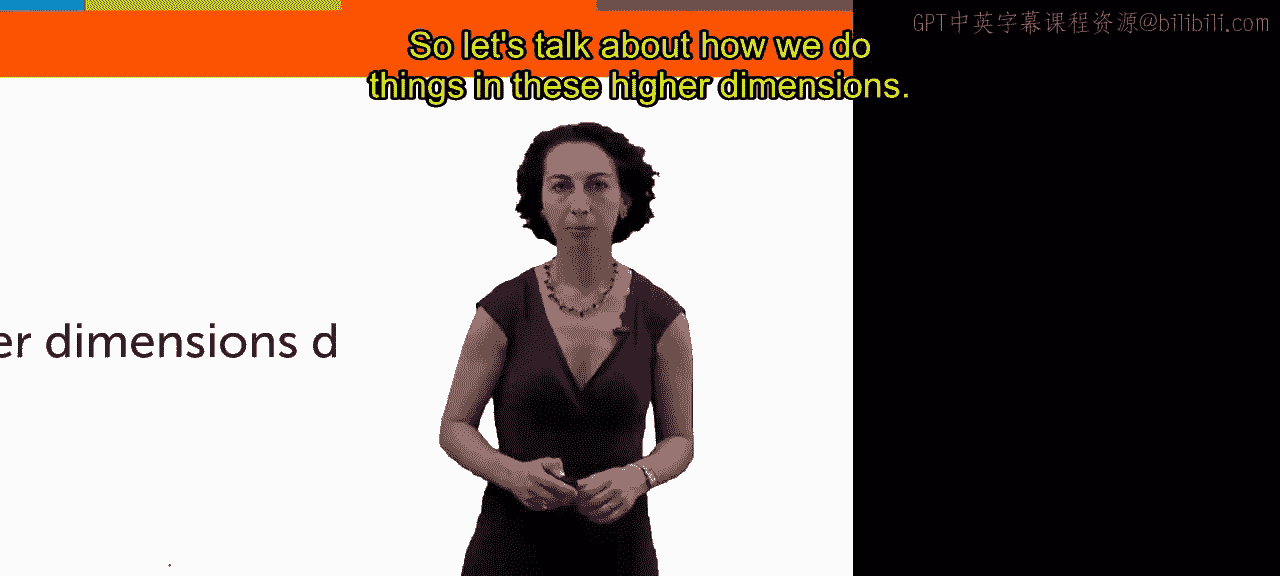 GPT中英字幕课程资源@bilibili.com
So let's talk about how we do
things in these higher dimensions.
er dimensions d